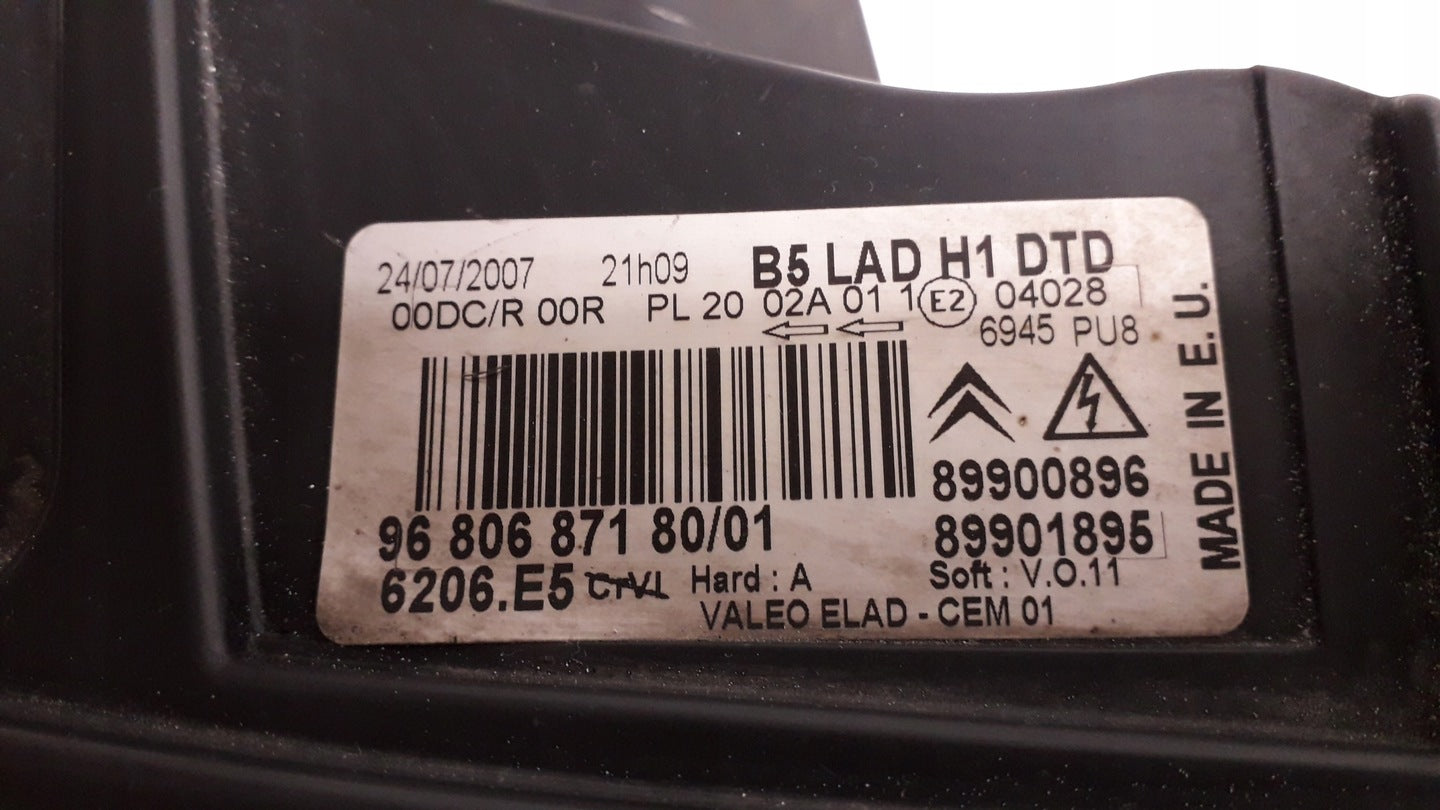 24/07/2007 21h09 B5 LAD H1 DTD
00DC/R 00R PL 20 02A 01 1 E2 04028
6945 PU8
89900896
96 806 871 80/01 89901895
6206.E5 Hard : A Soft : V.O.11
VALEO ELAD - CEM 01
MADE IN E.U.